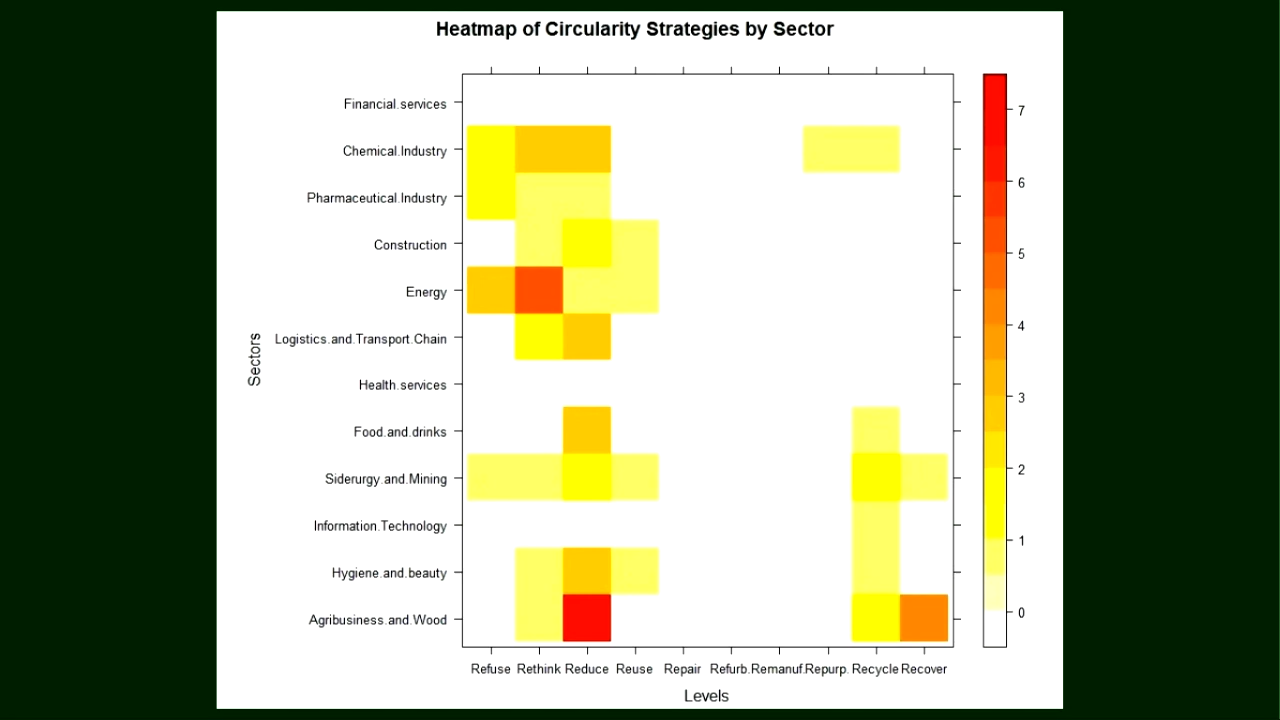 Heatmap of Circularity Strategies by Sector
Financial.services
Chemical.Industry
Pharmaceutical.Industry
Construction
Energy
Logistics.and.Transport.Chain
Health.services
Food.and.drinks
Siderurgy.and.Mining
Information.Technology
Hygiene.and.beauty
Agribusiness.and.Wood
Sectors
Refuse Rethink Reduce Reuse Repair Refurb. Remanuf. Repurp. Recycle Recover
Levels
7
6
5
4
3
2
1
0